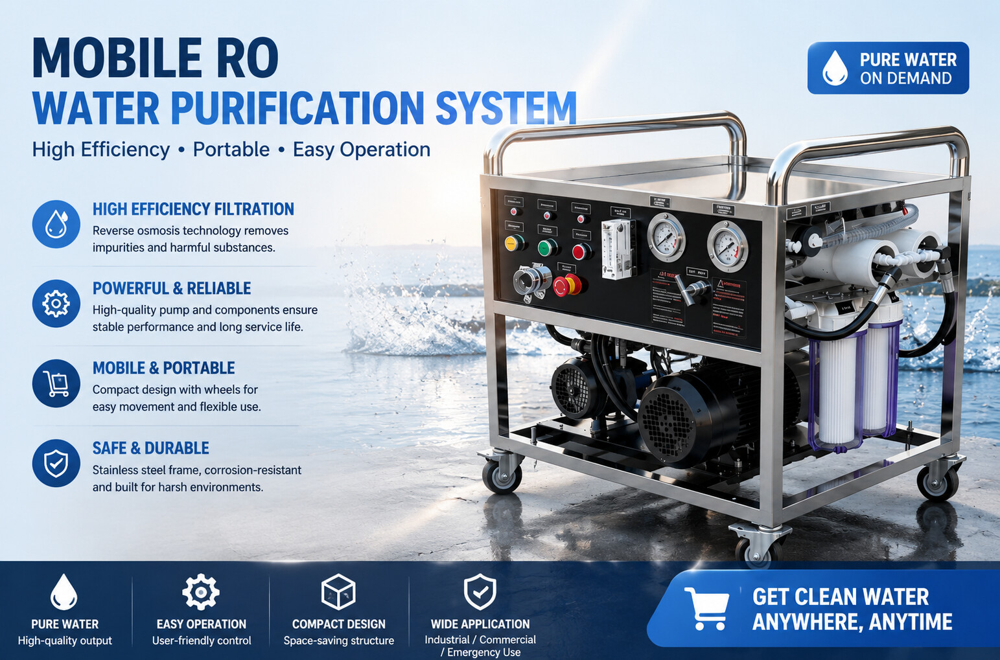 MOBILE RO
WATER PURIFICATION SYSTEM
High Efficiency • Portable • Easy Operation
PURE WATER
ON DEMAND
HIGH EFFICIENCY FILTRATION
Reverse osmosis technology removes
impurities and harmful substances.
POWERFUL & RELIABLE
High-quality pump and components ensure
stable performance and long service life.
MOBILE & PORTABLE
Compact design with wheels for
easy movement and flexible use.
SAFE & DURABLE
Stainless steel frame, corrosion-resistant
and built for harsh environments.
PURE WATER
High-quality output
EASY OPERATION
User-friendly control
COMPACT DESIGN
Space-saving structure
WIDE APPLICATION
Industrial / Commercial
/ Emergency Use
GET CLEAN WATER
ANYWHERE, ANYTIME